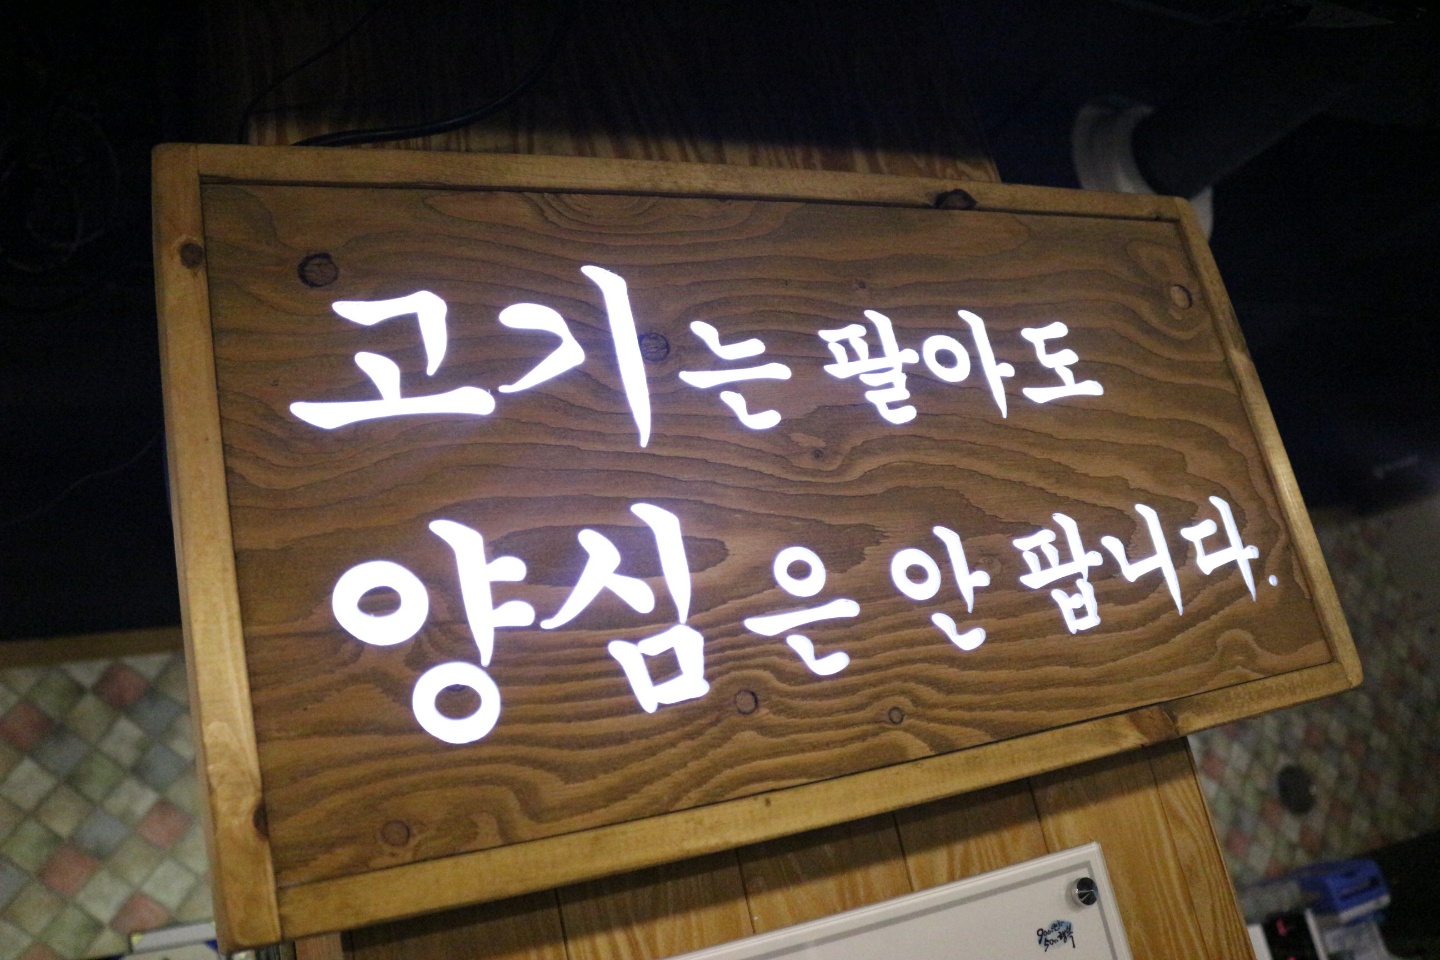 고기는 팔아도
양심은 안 팝니다.